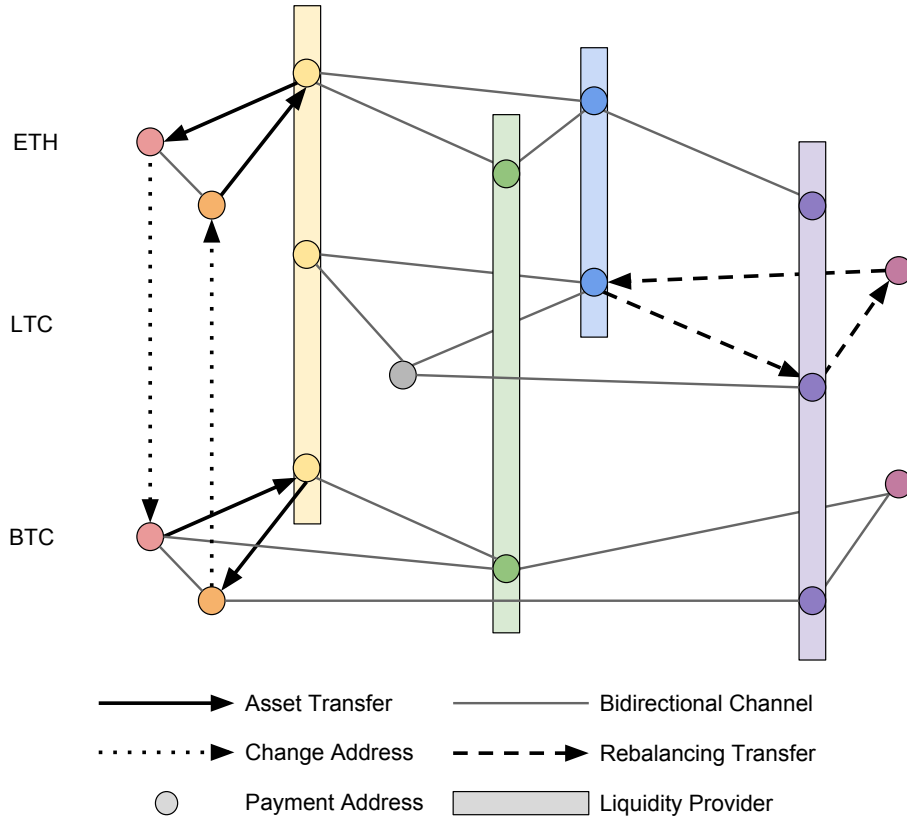 ETH
LTC
BTC
Asset Transfer
Bidirectional Channel
Change Address
Rebalancing Transfer
Payment Address
Liquidity Provider